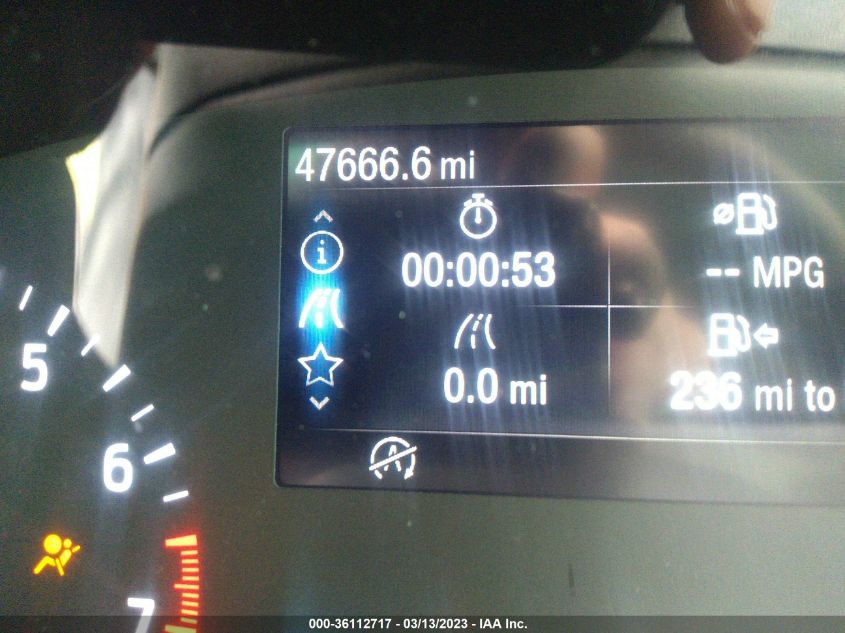 47666.6 mi
i
00:00:53
ø
-- MPG
0.0 mi
236 mi to
A
5
6
7
000-36112717 - 03/13/2023 - IAA Inc.